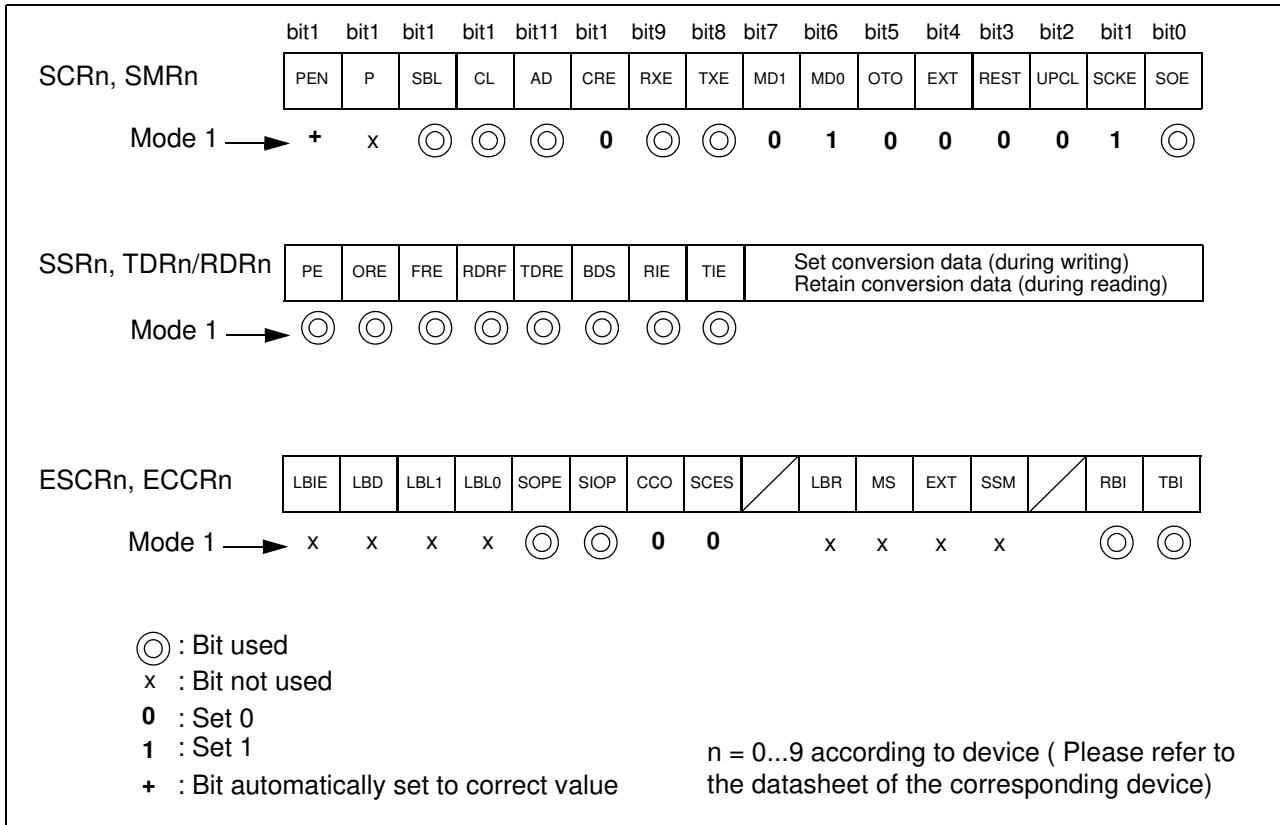 bit1 bit1 bit1 bit1 bit11 bit1 bit9 bit8 bit7 bit6 bit5 bit4 bit3 bit2 bit1 bit0
SCRn, SMRn PEN P SBL CL AD CRE RXE TXE MD1 MD0 OTO EXT REST UPCL SCKE SOE
Mode 1 + x ◎ ◎ ◎ 0 ◎ ◎ 0 1 0 0 0 0 1 ◎
SSRn, TDRn/RDRn PE ORE FRE RDRF TDRE BDS RIE TIE Set conversion data (during writing)
Retain conversion data (during reading)
Mode 1 ◎ ◎ ◎ ◎ ◎ ◎ ◎ ◎
ESCRn, ECCRn LBIE LBD LBL1 LBL0 SOPE SIOP CCO SCES LBR MS EXT SSM RBI TBI
Mode 1 x x x x ◎ ◎ 0 0 x x x x ◎ ◎
◎ : Bit used
x : Bit not used
0 : Set 0
1 : Set 1
+ : Bit automatically set to correct value
n = 0...9 according to device ( Please refer to
the datasheet of the corresponding device)